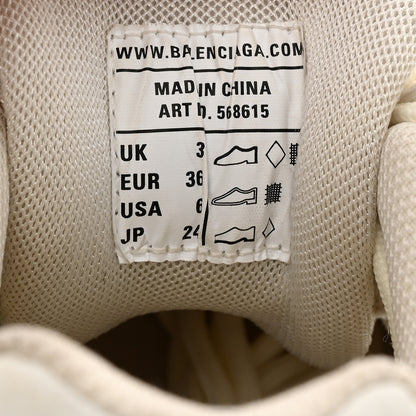 WWW.BALENCIAGA.COM
MADE IN CHINA
ART n. 568615
UK 3
EUR 36
USA 6
JP 24